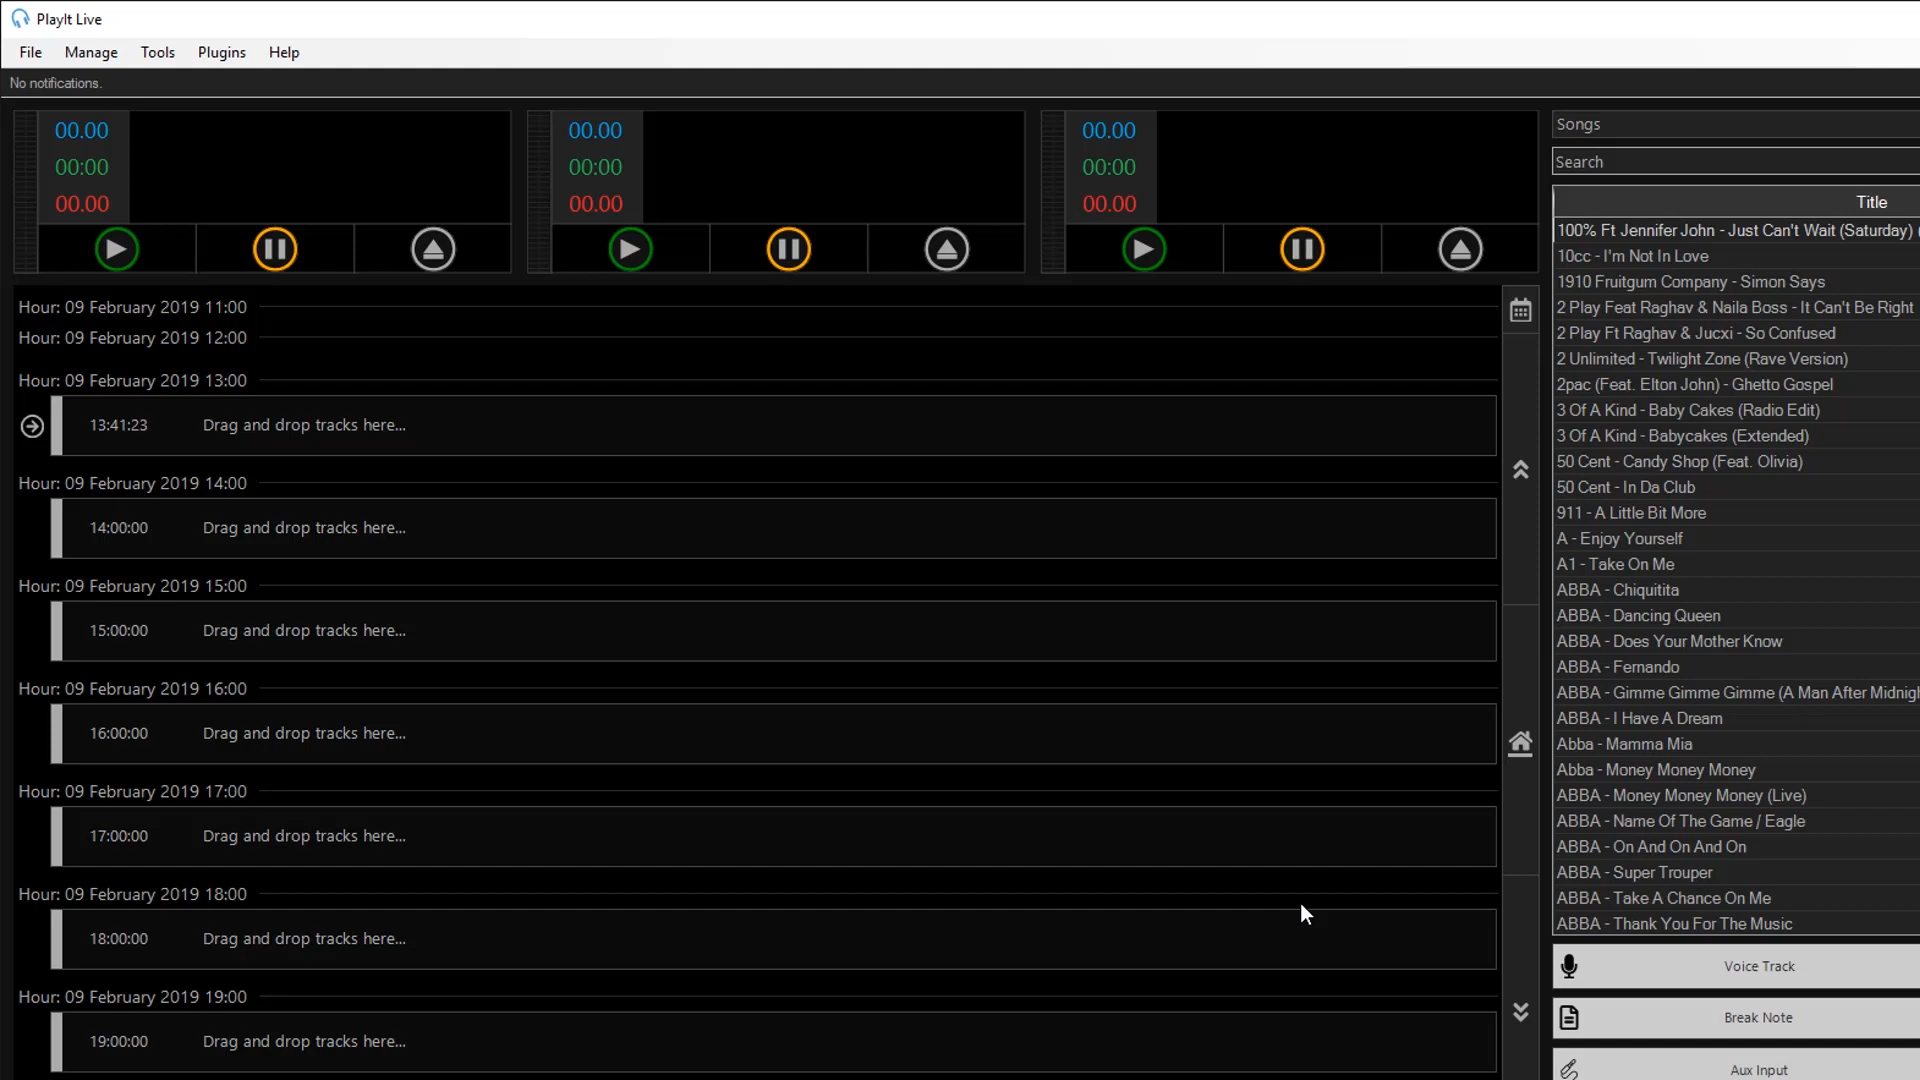 PlayIt Live
File Manage Tools Plugins Help
No notifications.
00.00
00:00
00.00
00.00
00:00
00.00
00.00
00:00
00.00
Hour: 09 February 2019 11:00
Hour: 09 February 2019 12:00
Hour: 09 February 2019 13:00
13:41:23 Drag and drop tracks here...
Hour: 09 February 2019 14:00
14:00:00 Drag and drop tracks here...
Hour: 09 February 2019 15:00
15:00:00 Drag and drop tracks here...
Hour: 09 February 2019 16:00
16:00:00 Drag and drop tracks here...
Hour: 09 February 2019 17:00
17:00:00 Drag and drop tracks here...
Hour: 09 February 2019 18:00
18:00:00 Drag and drop tracks here...
Hour: 09 February 2019 19:00
19:00:00 Drag and drop tracks here...
Songs
Search
Title
100% Ft Jennifer John - Just Can't Wait (Saturday) (
10cc - I'm Not In Love
1910 Fruitgum Company - Simon Says
2 Play Feat Raghav & Naila Boss - It Can't Be Right
2 Play Ft Raghav & Jucxi - So Confused
2 Unlimited - Twilight Zone (Rave Version)
2pac (Feat. Elton John) - Ghetto Gospel
3 Of A Kind - Baby Cakes (Radio Edit)
3 Of A Kind - Babycakes (Extended)
50 Cent - Candy Shop (Feat. Olivia)
50 Cent - In Da Club
911 - A Little Bit More
A - Enjoy Yourself
A1 - Take On Me
ABBA - Chiquitita
ABBA - Dancing Queen
ABBA - Does Your Mother Know
ABBA - Fernando
ABBA - Gimme Gimme Gimme (A Man After Midnigh
ABBA - I Have A Dream
Abba - Mamma Mia
Abba - Money Money Money
ABBA - Money Money Money (Live)
ABBA - Name Of The Game / Eagle
ABBA - On And On And On
ABBA - Super Trouper
ABBA - Take A Chance On Me
ABBA - Thank You For The Music
Voice Track
Break Note
Aux Input